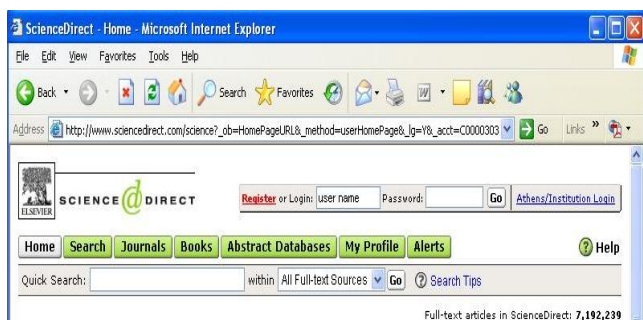 ScienceDirect - Home - Microsoft Internet Explorer
File Edit View Favorites Tools Help
Back Search Favorites
Address http://www.sciencedirect.com/science?_ob=HomePageURL&_method=userHomePage&_lg=Y&_acct=C0000303 Go Links »
ELSEVIER SCIENCE @ DIRECT Register or Login: user name Password: Go Athens/Institution Login
Home Search Journals Books Abstract Databases My Profile Alerts ? Help
Quick Search: within All Full-text Sources Go ? Search Tips
Full-text articles in ScienceDirect: 7,192,239